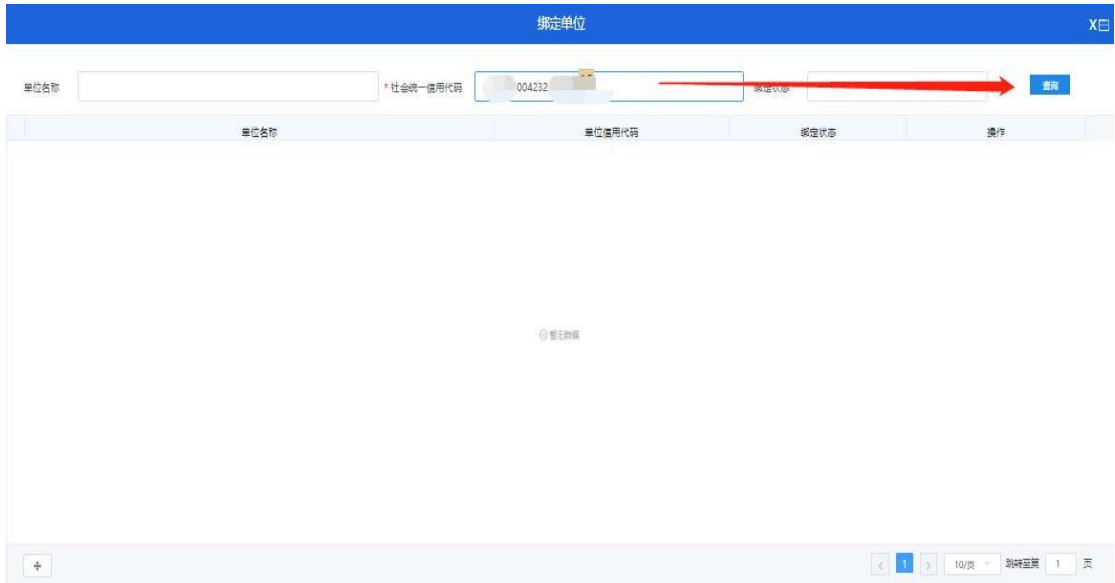 绑定单位
X
单位名称 * 社会统一信用代码 004232 绑定状态 查询
单位名称 单位信用代码 绑定状态 操作
暂无数据
1 10/页 跳转至第 1 页